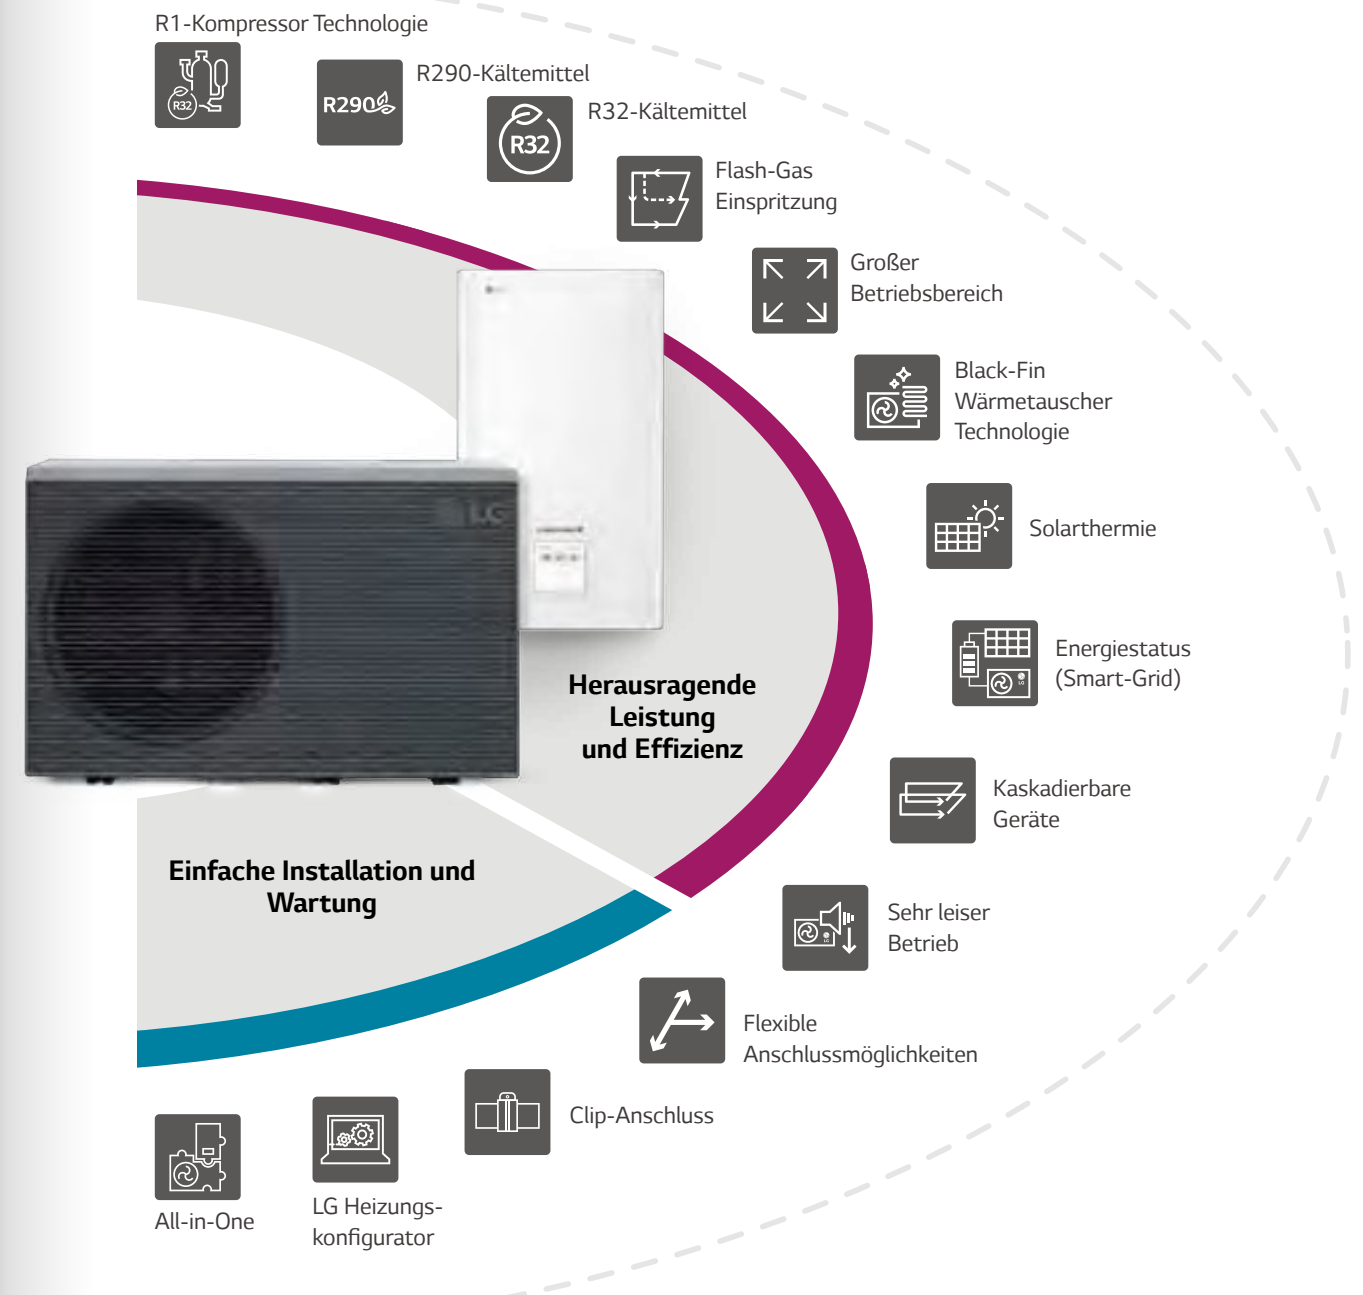 R1-Kompressor Technologie
R32
R290
R290-Kältemittel
R32
R32-Kältemittel
Flash-Gas
Einspritzung
Großer
Betriebsbereich
Black-Fin
Wärmetauscher
Technologie
LG
Solarthermie
Energiestatus
(Smart-Grid)
Herausragende
Leistung
und Effizienz
Kaskadierbare
Geräte
Einfache Installation und
Wartung
Sehr leiser
Betrieb
Flexible
Anschlussmöglichkeiten
Clip-Anschluss
All-in-One
LG Heizungs-
konfigurator